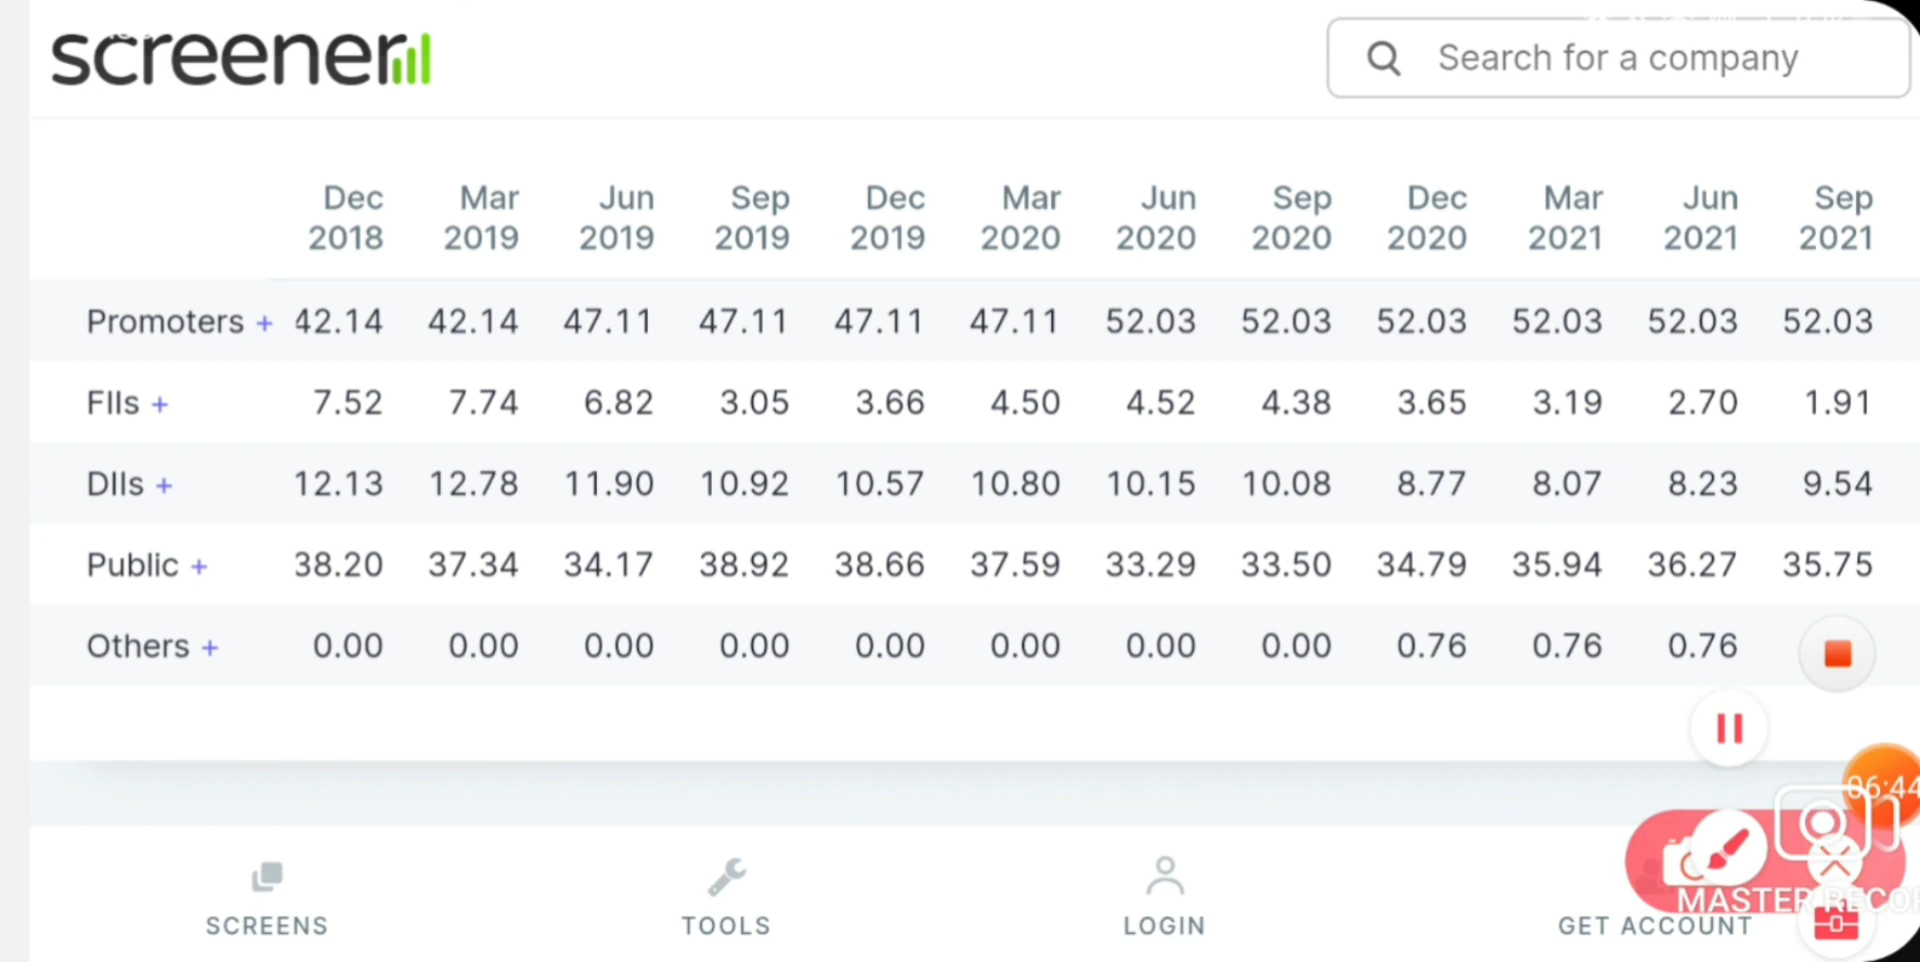 screener
Search for a company
Dec Mar Jun Sep Dec Mar Jun Sep Dec Mar Jun Sep
2018 2019 2019 2019 2019 2020 2020 2020 2020 2021 2021 2021
Promoters + 42.14 42.14 47.11 47.11 47.11 47.11 52.03 52.03 52.03 52.03 52.03 52.03
FIIs + 7.52 7.74 6.82 3.05 3.66 4.50 4.52 4.38 3.65 3.19 2.70 1.91
DIIs + 12.13 12.78 11.90 10.92 10.57 10.80 10.15 10.08 8.77 8.07 8.23 9.54
Public + 38.20 37.34 34.17 38.92 38.66 37.59 33.29 33.50 34.79 35.94 36.27 35.75
Others + 0.00 0.00 0.00 0.00 0.00 0.00 0.00 0.00 0.76 0.76 0.76
06:44
MASTER RECOR
SCREENS TOOLS LOGIN GET ACCOUNT